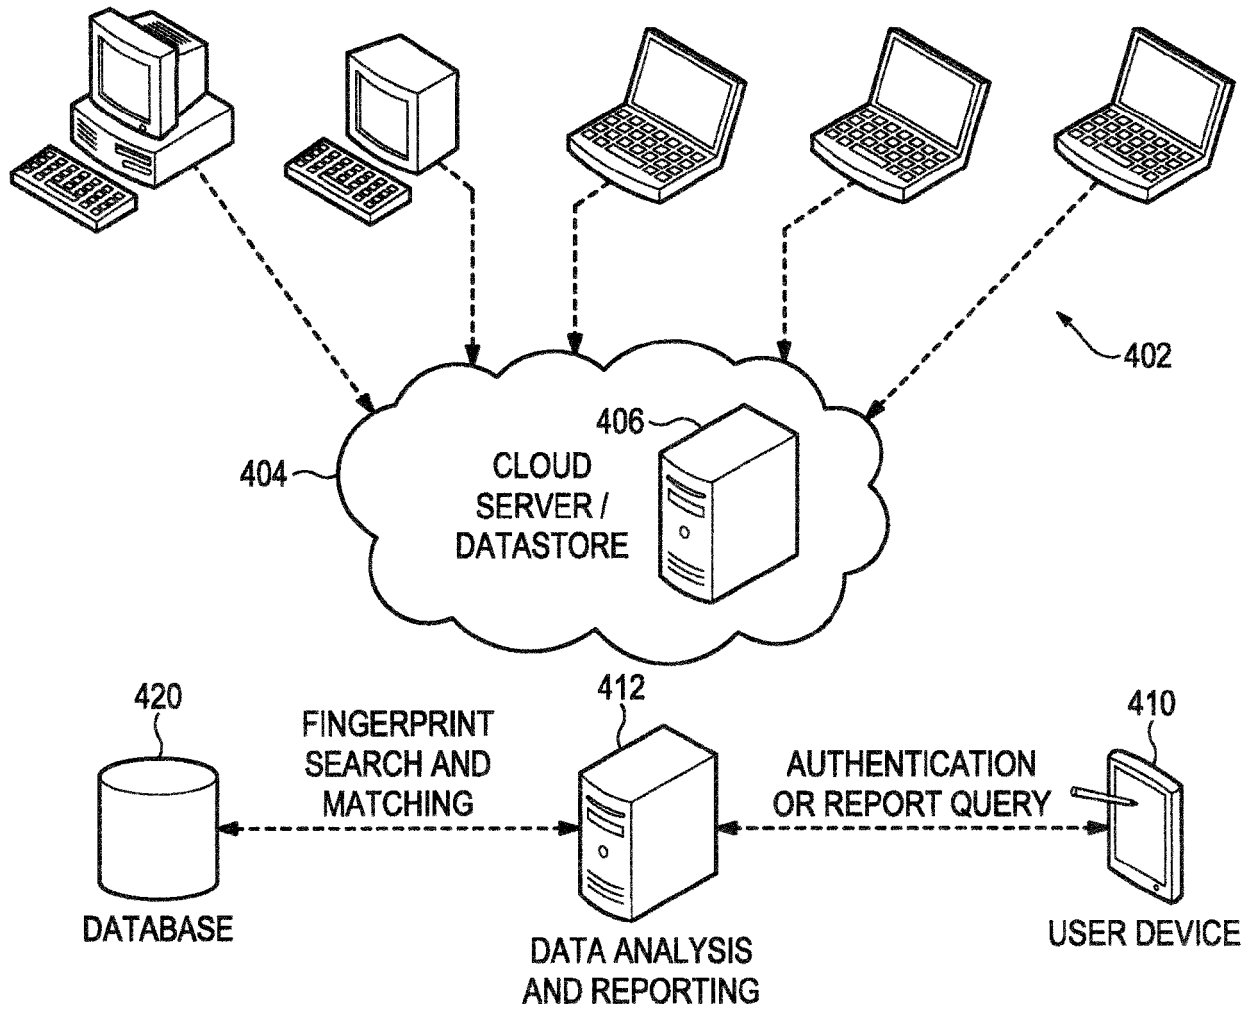 402
406
404
CLOUD
SERVER /
DATASTORE
420
FINGERPRINT
SEARCH AND
MATCHING
412
AUTHENTICATION
OR REPORT QUERY
410
DATABASE
DATA ANALYSIS
AND REPORTING
USER DEVICE